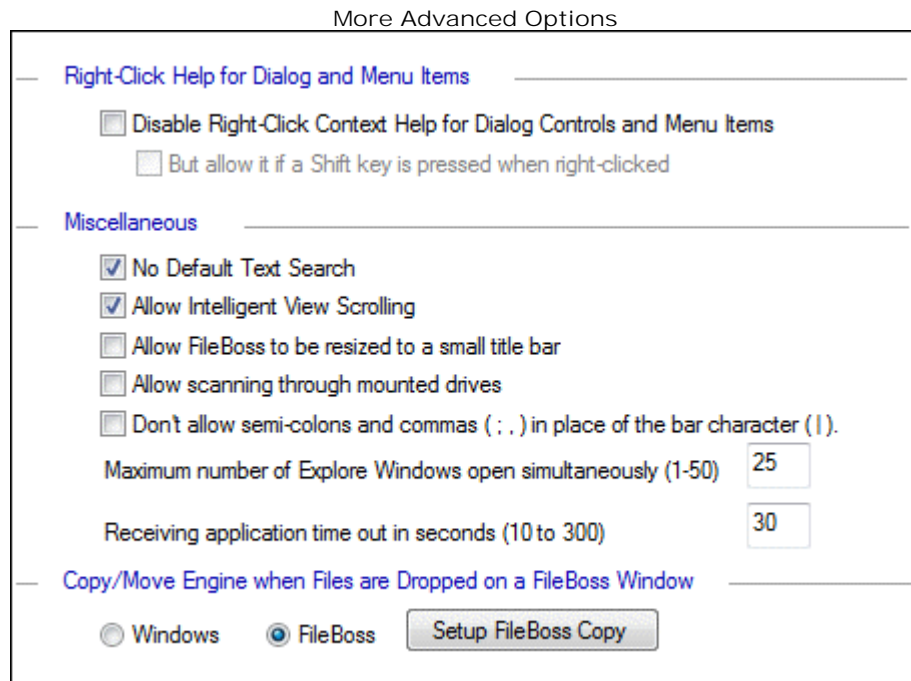 More Advanced Options
Right-Click Help for Dialog and Menu Items
Disable Right-Click Context Help for Dialog Controls and Menu Items
But allow it if a Shift key is pressed when right-clicked
Miscellaneous
No Default Text Search
Allow Intelligent View Scrolling
Allow FileBoss to be resized to a small title bar
Allow scanning through mounted drives
Don't allow semi-colons and commas ( ; , ) in place of the bar character ( | ).
Maximum number of Explore Windows open simultaneously (1-50) 25
Receiving application time out in seconds (10 to 300) 30
Copy/Move Engine when Files are Dropped on a FileBoss Window
Windows FileBoss Setup FileBoss Copy